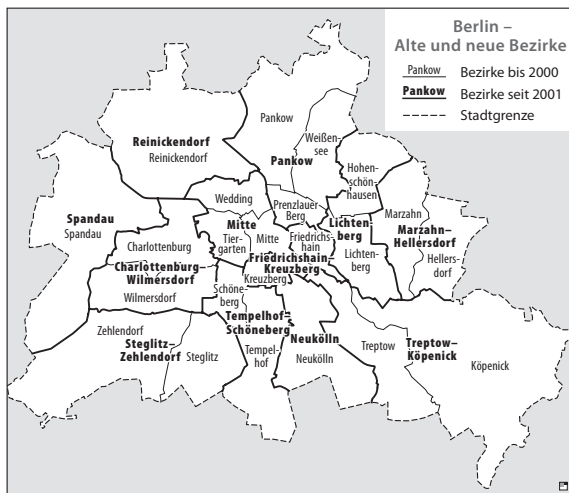 Berlin –
Alte und neue Bezirke
Pankow Bezirke bis 2000
Pankow Bezirke seit 2001
Stadtgrenze
Pankow
Weißen-
see
Reinickendorf
Reinickendorf
Pankow
Hohen-
schön-
hausen
Wedding
Prenzlauer
Berg
Marzahn
Spandau
Spandau
Mitte
Tier-
garten
Mitte
Friedrichs-
hain
Lichten-
berg
Lichten-
berg
Marzahn–
Hellersdorf
Hellers-
dorf
Charlottenburg
Charlottenburg–
Wilmersdorf
Wilmersdorf
Friedrichshain–
Kreuzberg
Kreuzberg
Schöne-
berg
Tempelhof–
Schöneberg
Tempel-
hof
Zehlendorf
Steglitz–
Zehlendorf
Steglitz
Neukölln
Neukölln
Treptow
Treptow–
Köpenick
Köpenick